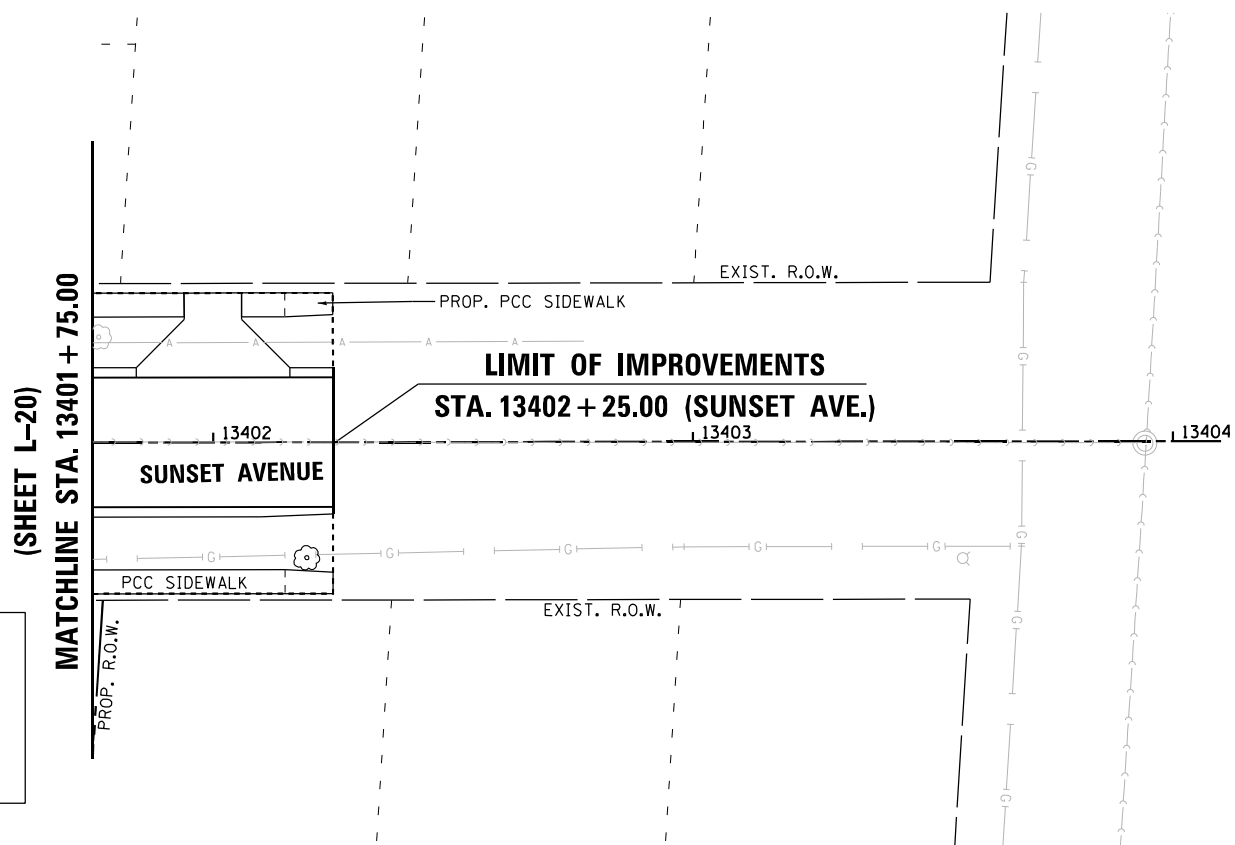 (SHEET L-20)
MATCHLINE STA. 13401 + 75.00
EXIST. R.O.W.
PROP. PCC SIDEWALK
A A A A A
LIMIT OF IMPROVEMENTS
STA. 13402 + 25.00 (SUNSET AVE.)
13402
13403
13404
SUNSET AVENUE
G G G G G
PCC SIDEWALK
EXIST. R.O.W.
PROP. R.O.W.
G
G
G
G
G